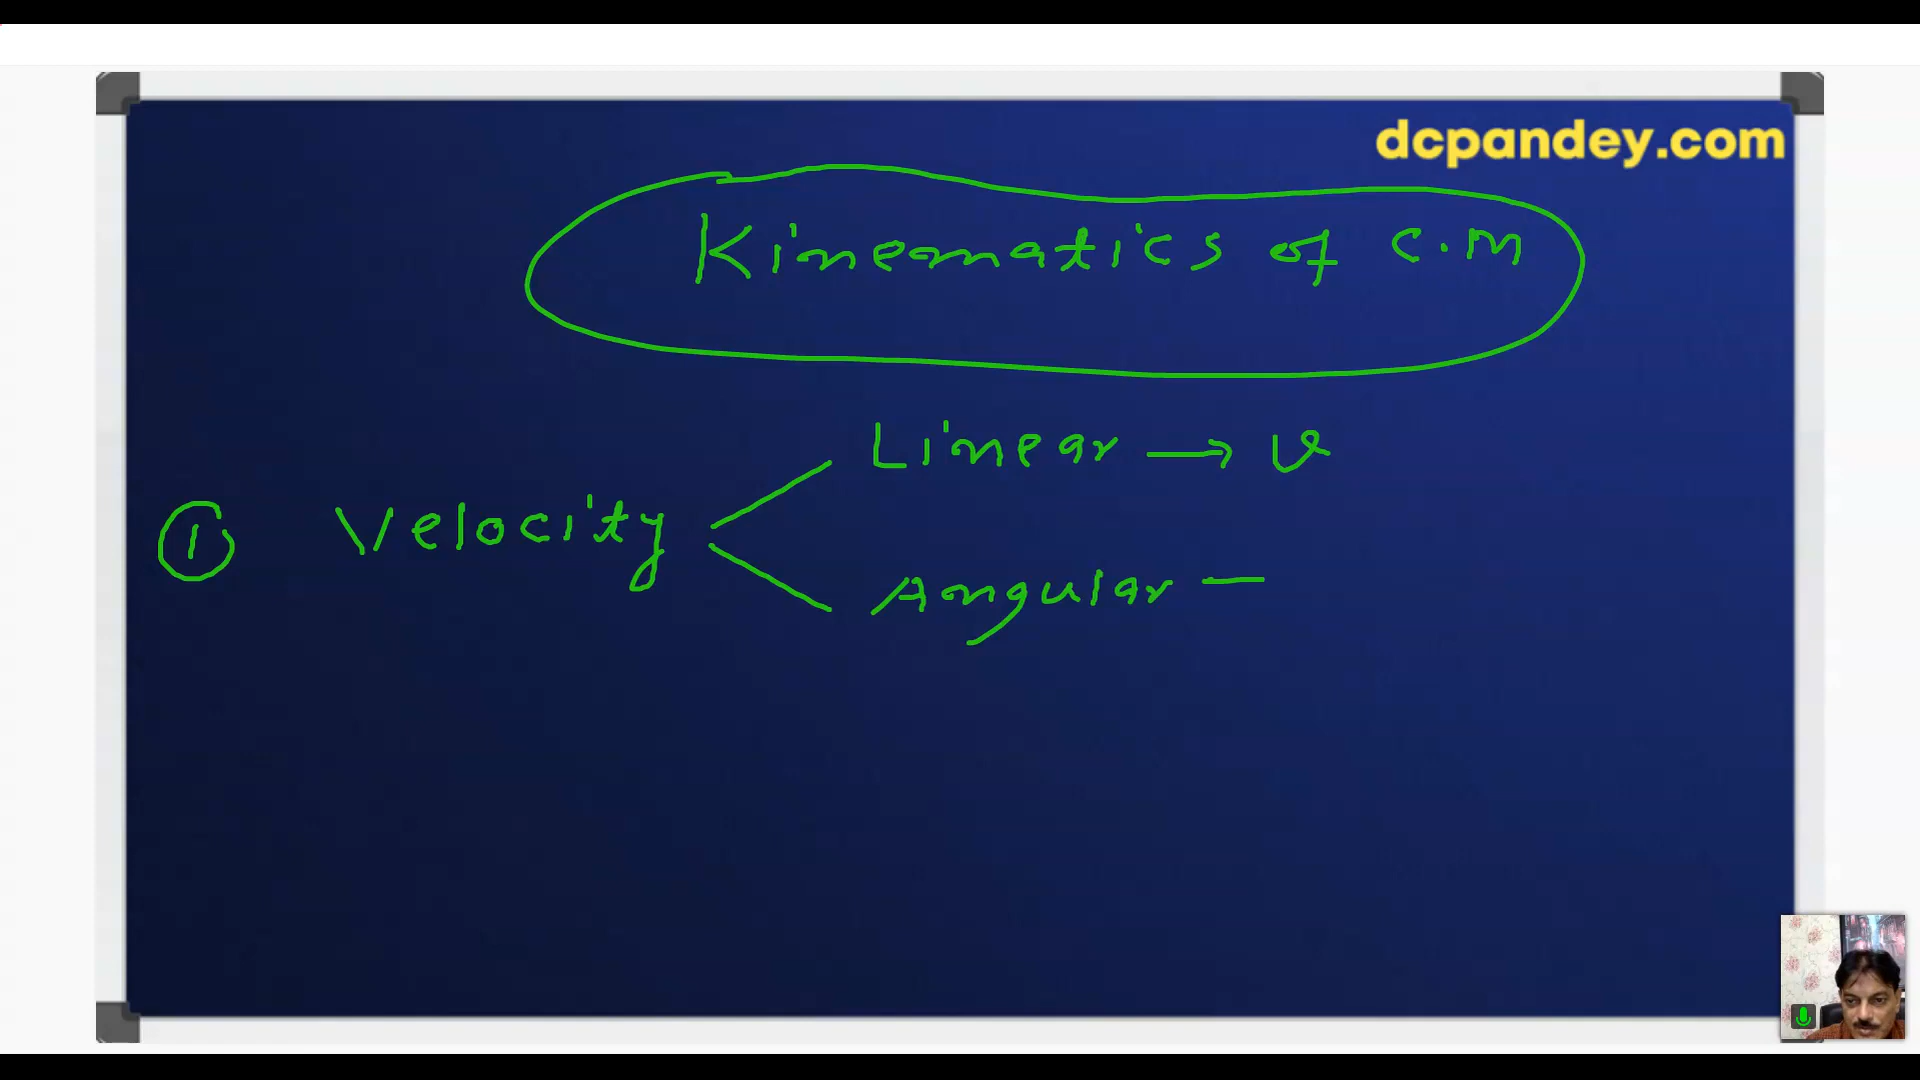 dcpandey.com
Kinematics of C.M
Linear → v
① Velocity
Angular —